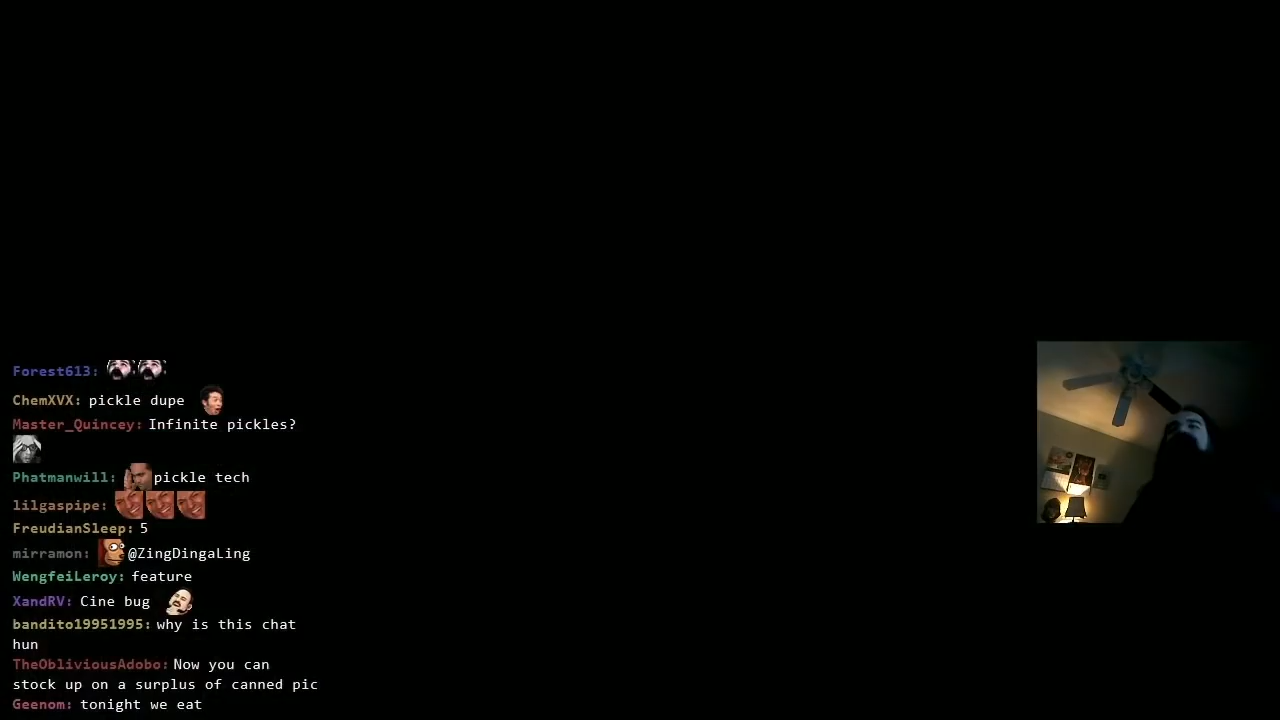 Forest613:
ChemXVX: pickle dupe
Master_Quincey: Infinite pickles?
Phatmanwill: pickle tech
lilgaspipe:
FreudianSleep: 5
mirramon: @ZingDingaLing
WengfeiLeroy: feature
XandRV: Cine bug
bandito19951995: why is this chat
hun
TheObliviousAdobo: Now you can
stock up on a surplus of canned pic
Geenom: tonight we eat